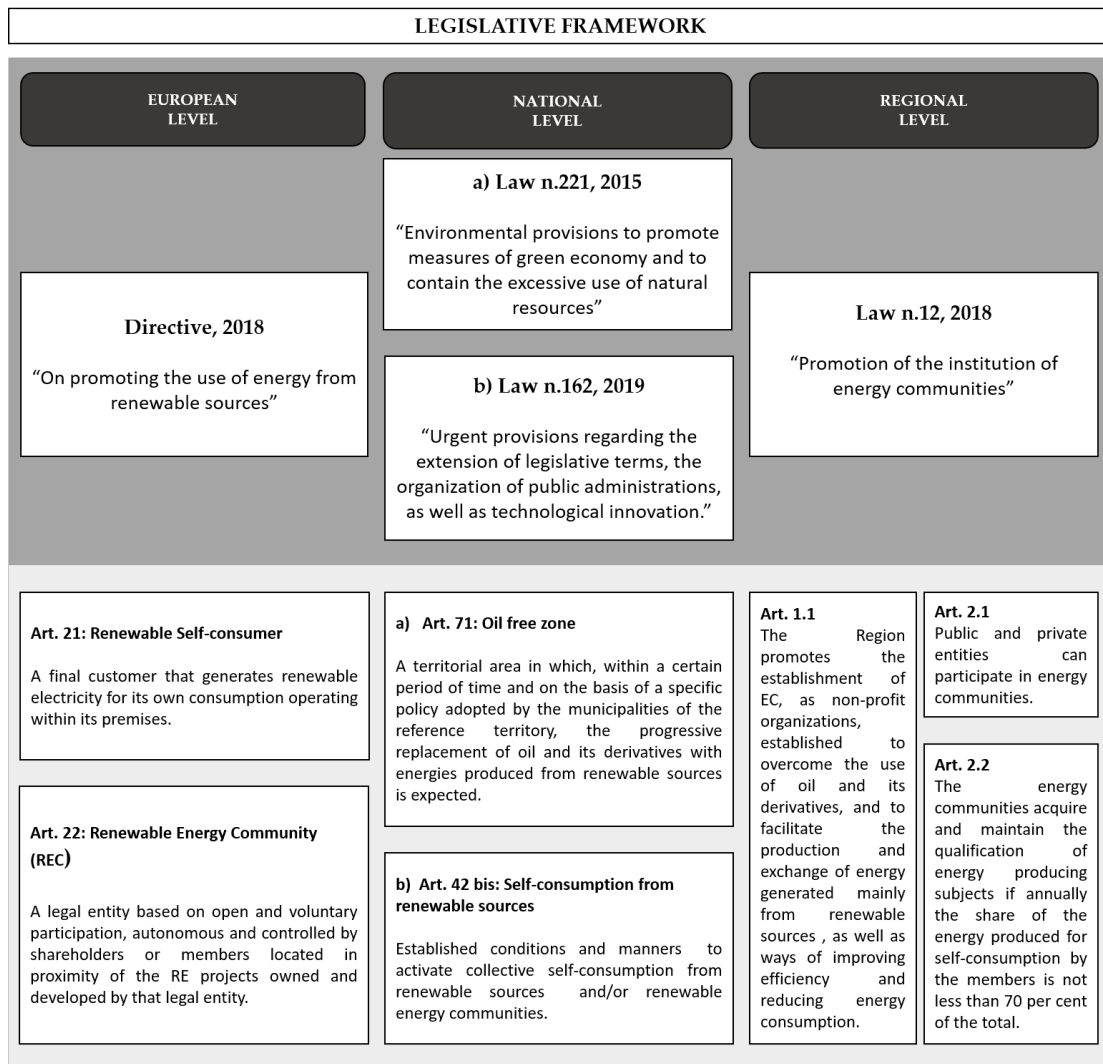 LEGISLATIVE FRAMEWORK
EUROPEAN
LEVEL
NATIONAL
LEVEL
REGIONAL
LEVEL
Directive, 2018
“On promoting the use of energy from
renewable sources”
a) Law n.221, 2015
“Environmental provisions to promote
measures of green economy and to
contain the excessive use of natural
resources”
b) Law n.162, 2019
“Urgent provisions regarding the
extension of legislative terms, the
organization of public administrations,
as well as technological innovation.”
Law n.12, 2018
“Promotion of the institution of
energy communities”
Art. 21: Renewable Self-consumer
A final customer that generates renewable
electricity for its own consumption operating
within its premises.
Art. 22: Renewable Energy Community
(REC)
A legal entity based on open and voluntary
participation, autonomous and controlled by
shareholders or members located in
proximity of the RE projects owned and
developed by that legal entity.
a) Art. 71: Oil free zone
A territorial area in which, within a certain
period of time and on the basis of a specific
policy adopted by the municipalities of the
reference territory, the progressive
replacement of oil and its derivatives with
energies produced from renewable sources
is expected.
b) Art. 42 bis: Self-consumption from
renewable sources
Established conditions and manners to
activate collective self-consumption from
renewable sources and/or renewable
energy communities.
Art. 1.1
The Region
promotes the
establishment of
EC, as non-profit
organizations,
established to
overcome the use
of oil and its
derivatives, and to
facilitate the
production and
exchange of energy
generated mainly
from renewable
sources , as well as
ways of improving
efficiency and
reducing energy
consumption.
Art. 2.1
Public and private
entities can
participate in energy
communities.
Art. 2.2
The energy
communities acquire
and maintain the
qualification of
energy producing
subjects if annually
the share of the
energy produced for
self-consumption by
the members is not
less than 70 per cent
of the total.